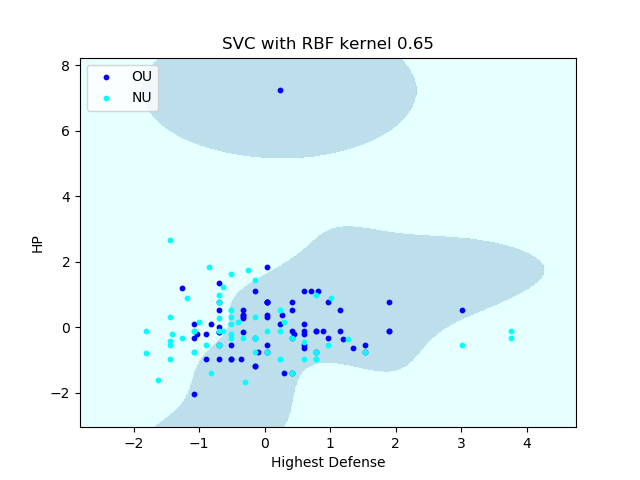 SVC with RBF kernel 0.65
OU
NU
8
6
4
2
0
−2
HP
−2 −1 0 1 2 3 4
Highest Defense